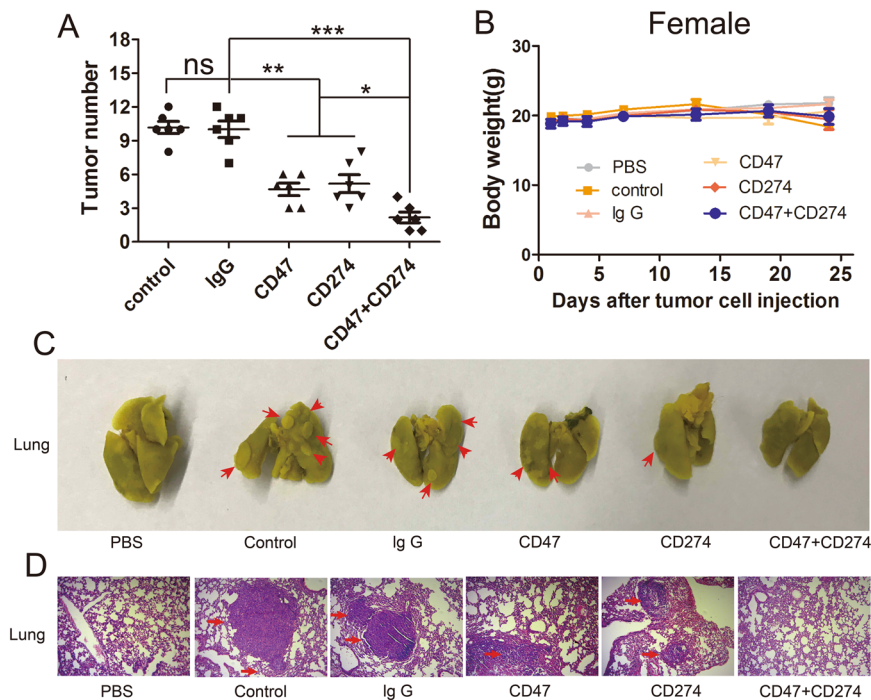 A
Tumor number
18
15
12
9
6
3
0
ns
**
***
*
control
IgG
CD47
CD274
CD47+CD274
B
Female
Body weight(g)
30
20
10
0
PBS
control
Ig G
CD47
CD274
CD47+CD274
0 5 10 15 20 25
Days after tumor cell injection
C
Lung
PBS Control Ig G CD47 CD274 CD47+CD274
D
Lung
PBS Control Ig G CD47 CD274 CD47+CD274